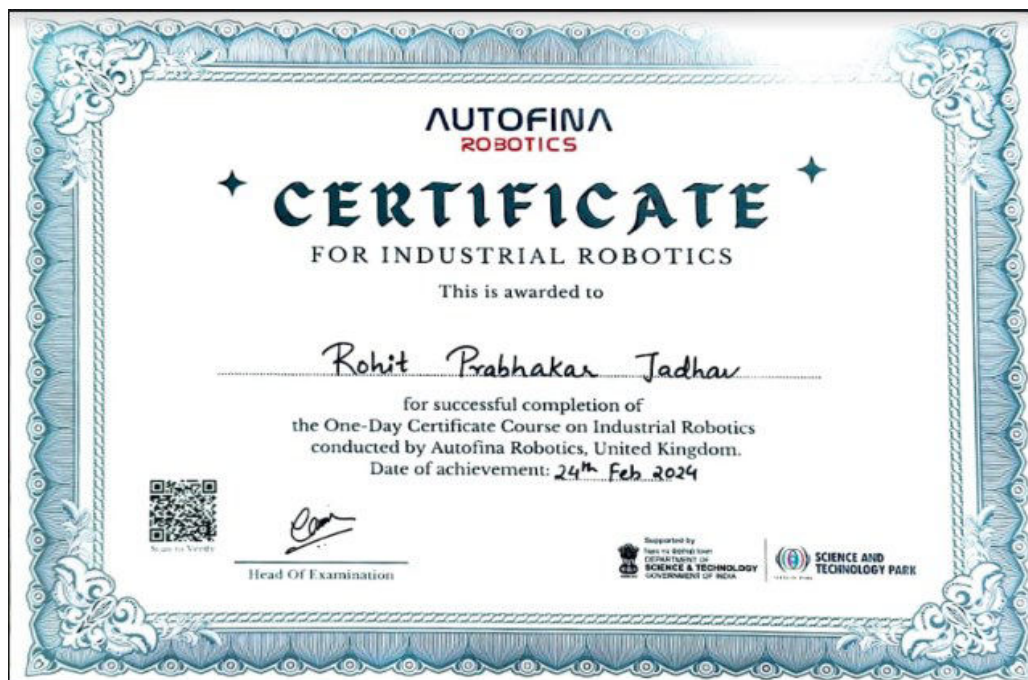 AUTOFINA
ROBOTICS
CERTIFICATE
FOR INDUSTRIAL ROBOTICS
This is awarded to
Rohit Prabhakar Jadhav
for successful completion of
the One-Day Certificate Course on Industrial Robotics
conducted by Autofina Robotics, United Kingdom.
Date of achievement: 24th Feb 2024
Scan to Verify
Head Of Examination
Supported by
DEPARTMENT OF
SCIENCE & TECHNOLOGY
GOVERNMENT OF INDIA
SCIENCE AND
TECHNOLOGY PARK